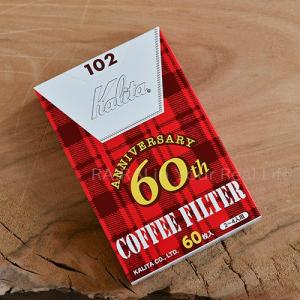 102
Kalita
ANNIVERSARY
60th
COFFEE FILTER
KALITA CO., LTD.
60枚入
2~4人用